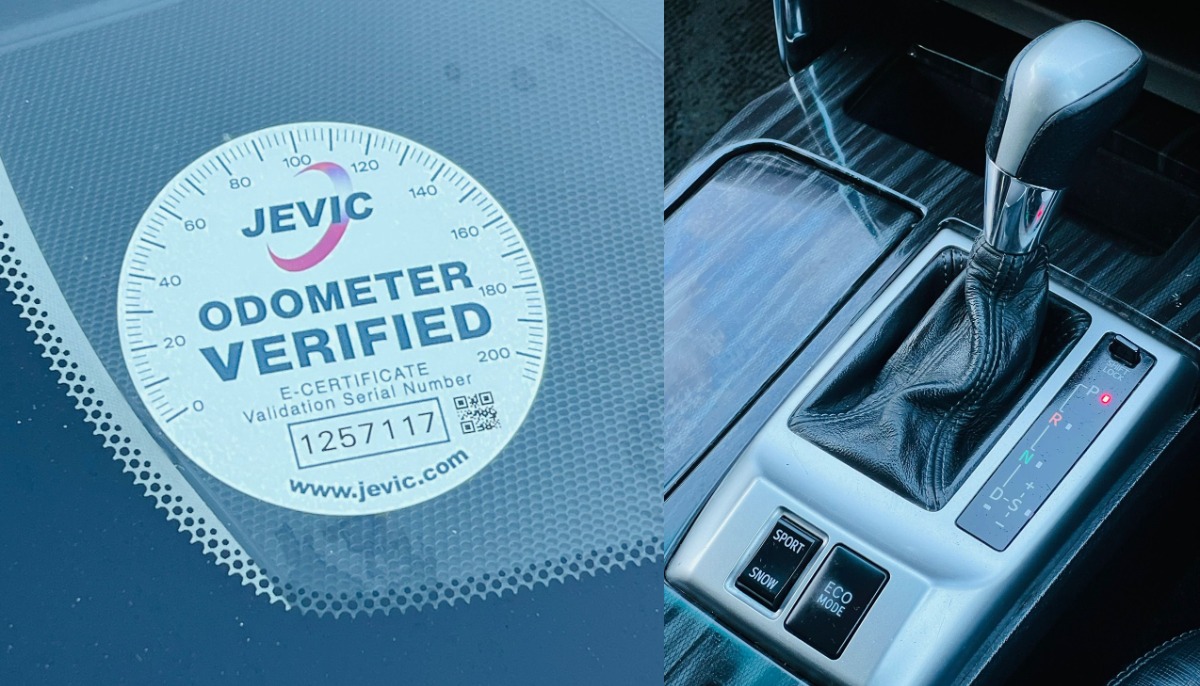 100
120
80
140
60
JEVIC
160
40
ODOMETER
180
20
VERIFIED
200
0
E-CERTIFICATE
Validation Serial Number
1257117
www.jevic.com
LOCK
P
R
N
+
D
S
–
SPORT
SNOW
ECO
MODE